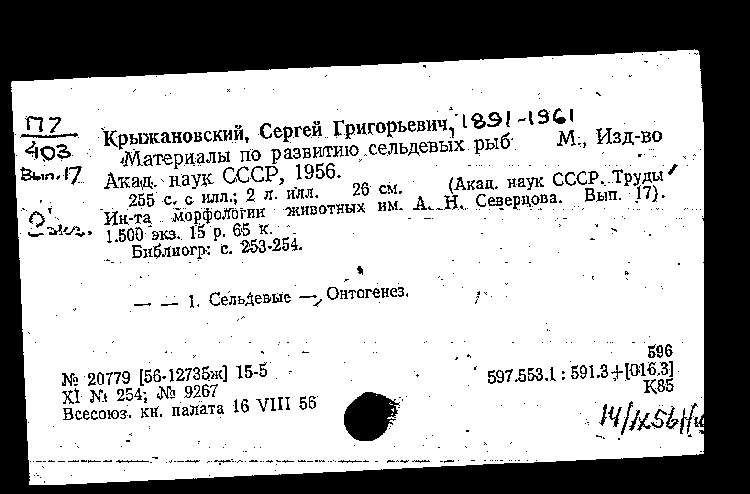 П7
403
Вып. 17
Крыжановский, Сергей Григорьевич, 1891-1961
Материалы по развитию сельдевых рыб М., Изд-во
Акад. наук СССР, 1956.
255 с. с илл.; 2 л. илл. 26 см. (Акад. наук СССР. Труды
Ин-та морфологии животных им. А. Н. Северцова. Вып. 17).
1.500 экз. 15 р. 65 к.
Библиогр: с. 253-254.
— — 1. Сельдевые —, Онтогенез.
596
№ 20779 [56-12735ж] 15-5
597.553.1 : 591.3+[016.3]
XI № 254; № 9267
К85
Всесоюз. кн. палата 16 VIII 56
14/IX56